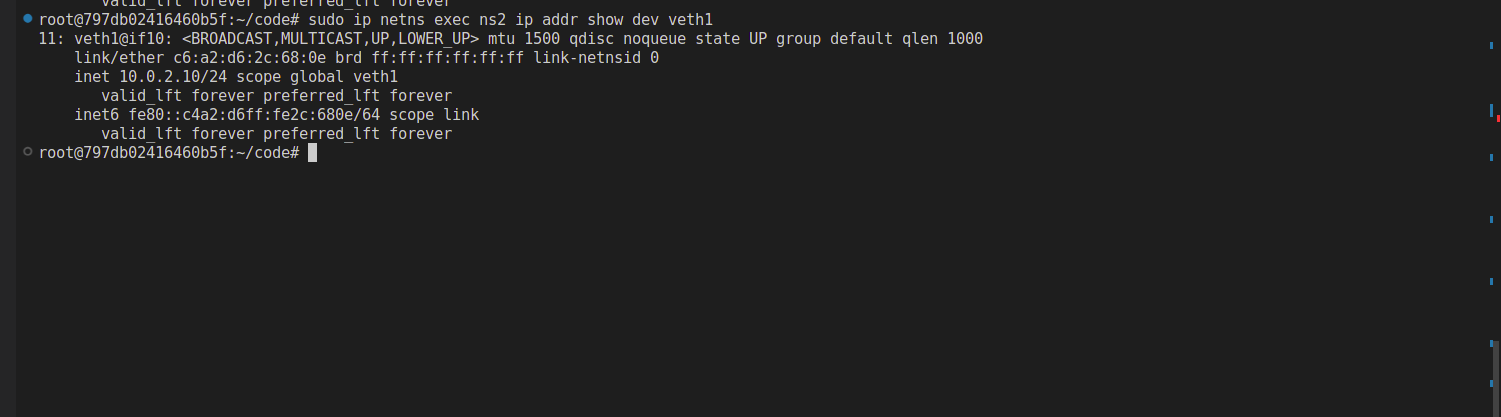 valid_lft forever preferred_lft forever
root@797db02416460b5f:~/code# sudo ip netns exec ns2 ip addr show dev veth1
11: veth1@if10: <BROADCAST,MULTICAST,UP,LOWER_UP> mtu 1500 qdisc noqueue state UP group default qlen 1000
link/ether c6:a2:d6:2c:68:0e brd ff:ff:ff:ff:ff:ff link-netnsid 0
inet 10.0.2.10/24 scope global veth1
valid_lft forever preferred_lft forever
inet6 fe80::c4a2:d6ff:fe2c:680e/64 scope link
valid_lft forever preferred_lft forever
root@797db02416460b5f:~/code#